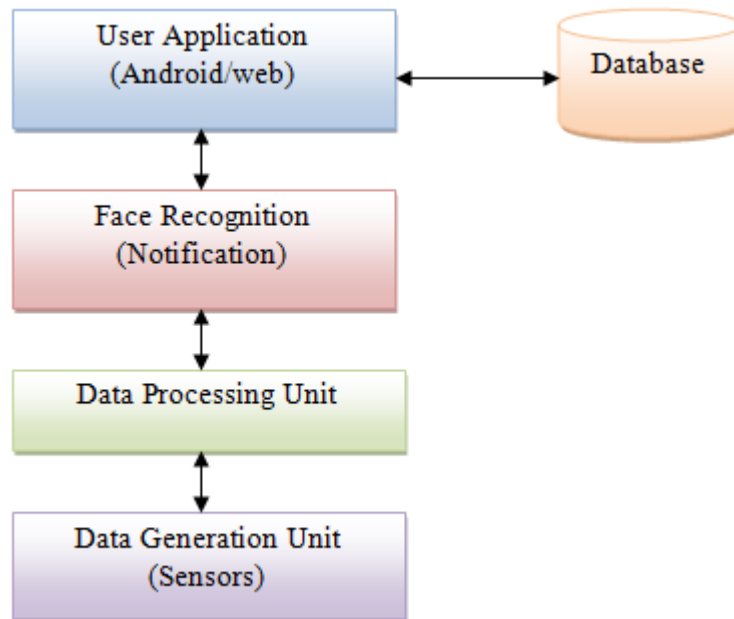 User Application
(Android/web)
Database
Face Recognition
(Notification)
Data Processing Unit
Data Generation Unit
(Sensors)